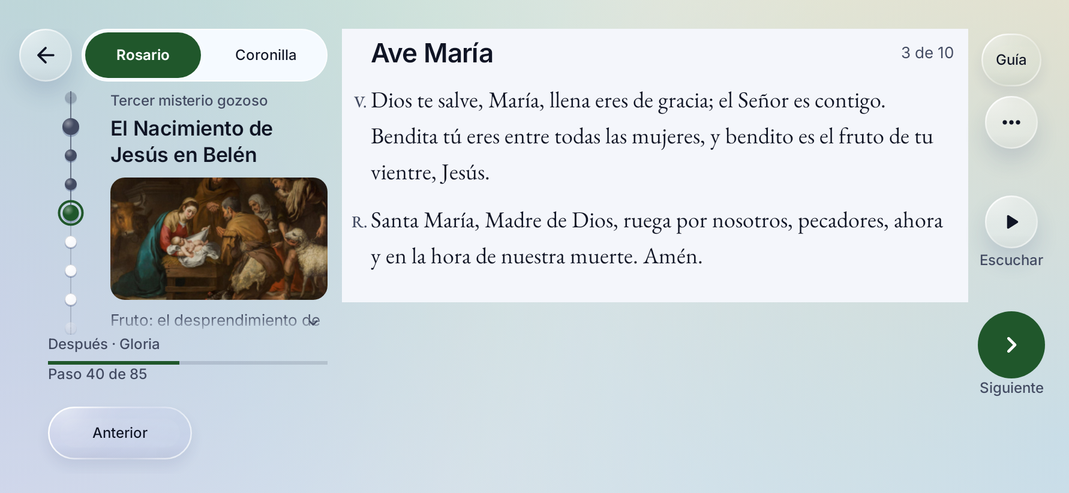 Rosario
Coronilla
Tercer misterio gozoso
El Nacimiento de
Jesús en Belén
Fruto: el desprendimiento de
Después · Gloria
Paso 40 de 85
Anterior
Ave María
3 de 10
V. Dios te salve, María, llena eres de gracia; el Señor es contigo.
Bendita tú eres entre todas las mujeres, y bendito es el fruto de tu
vientre, Jesús.
R. Santa María, Madre de Dios, ruega por nosotros, pecadores, ahora
y en la hora de nuestra muerte. Amén.
Guía
Escuchar
Siguiente